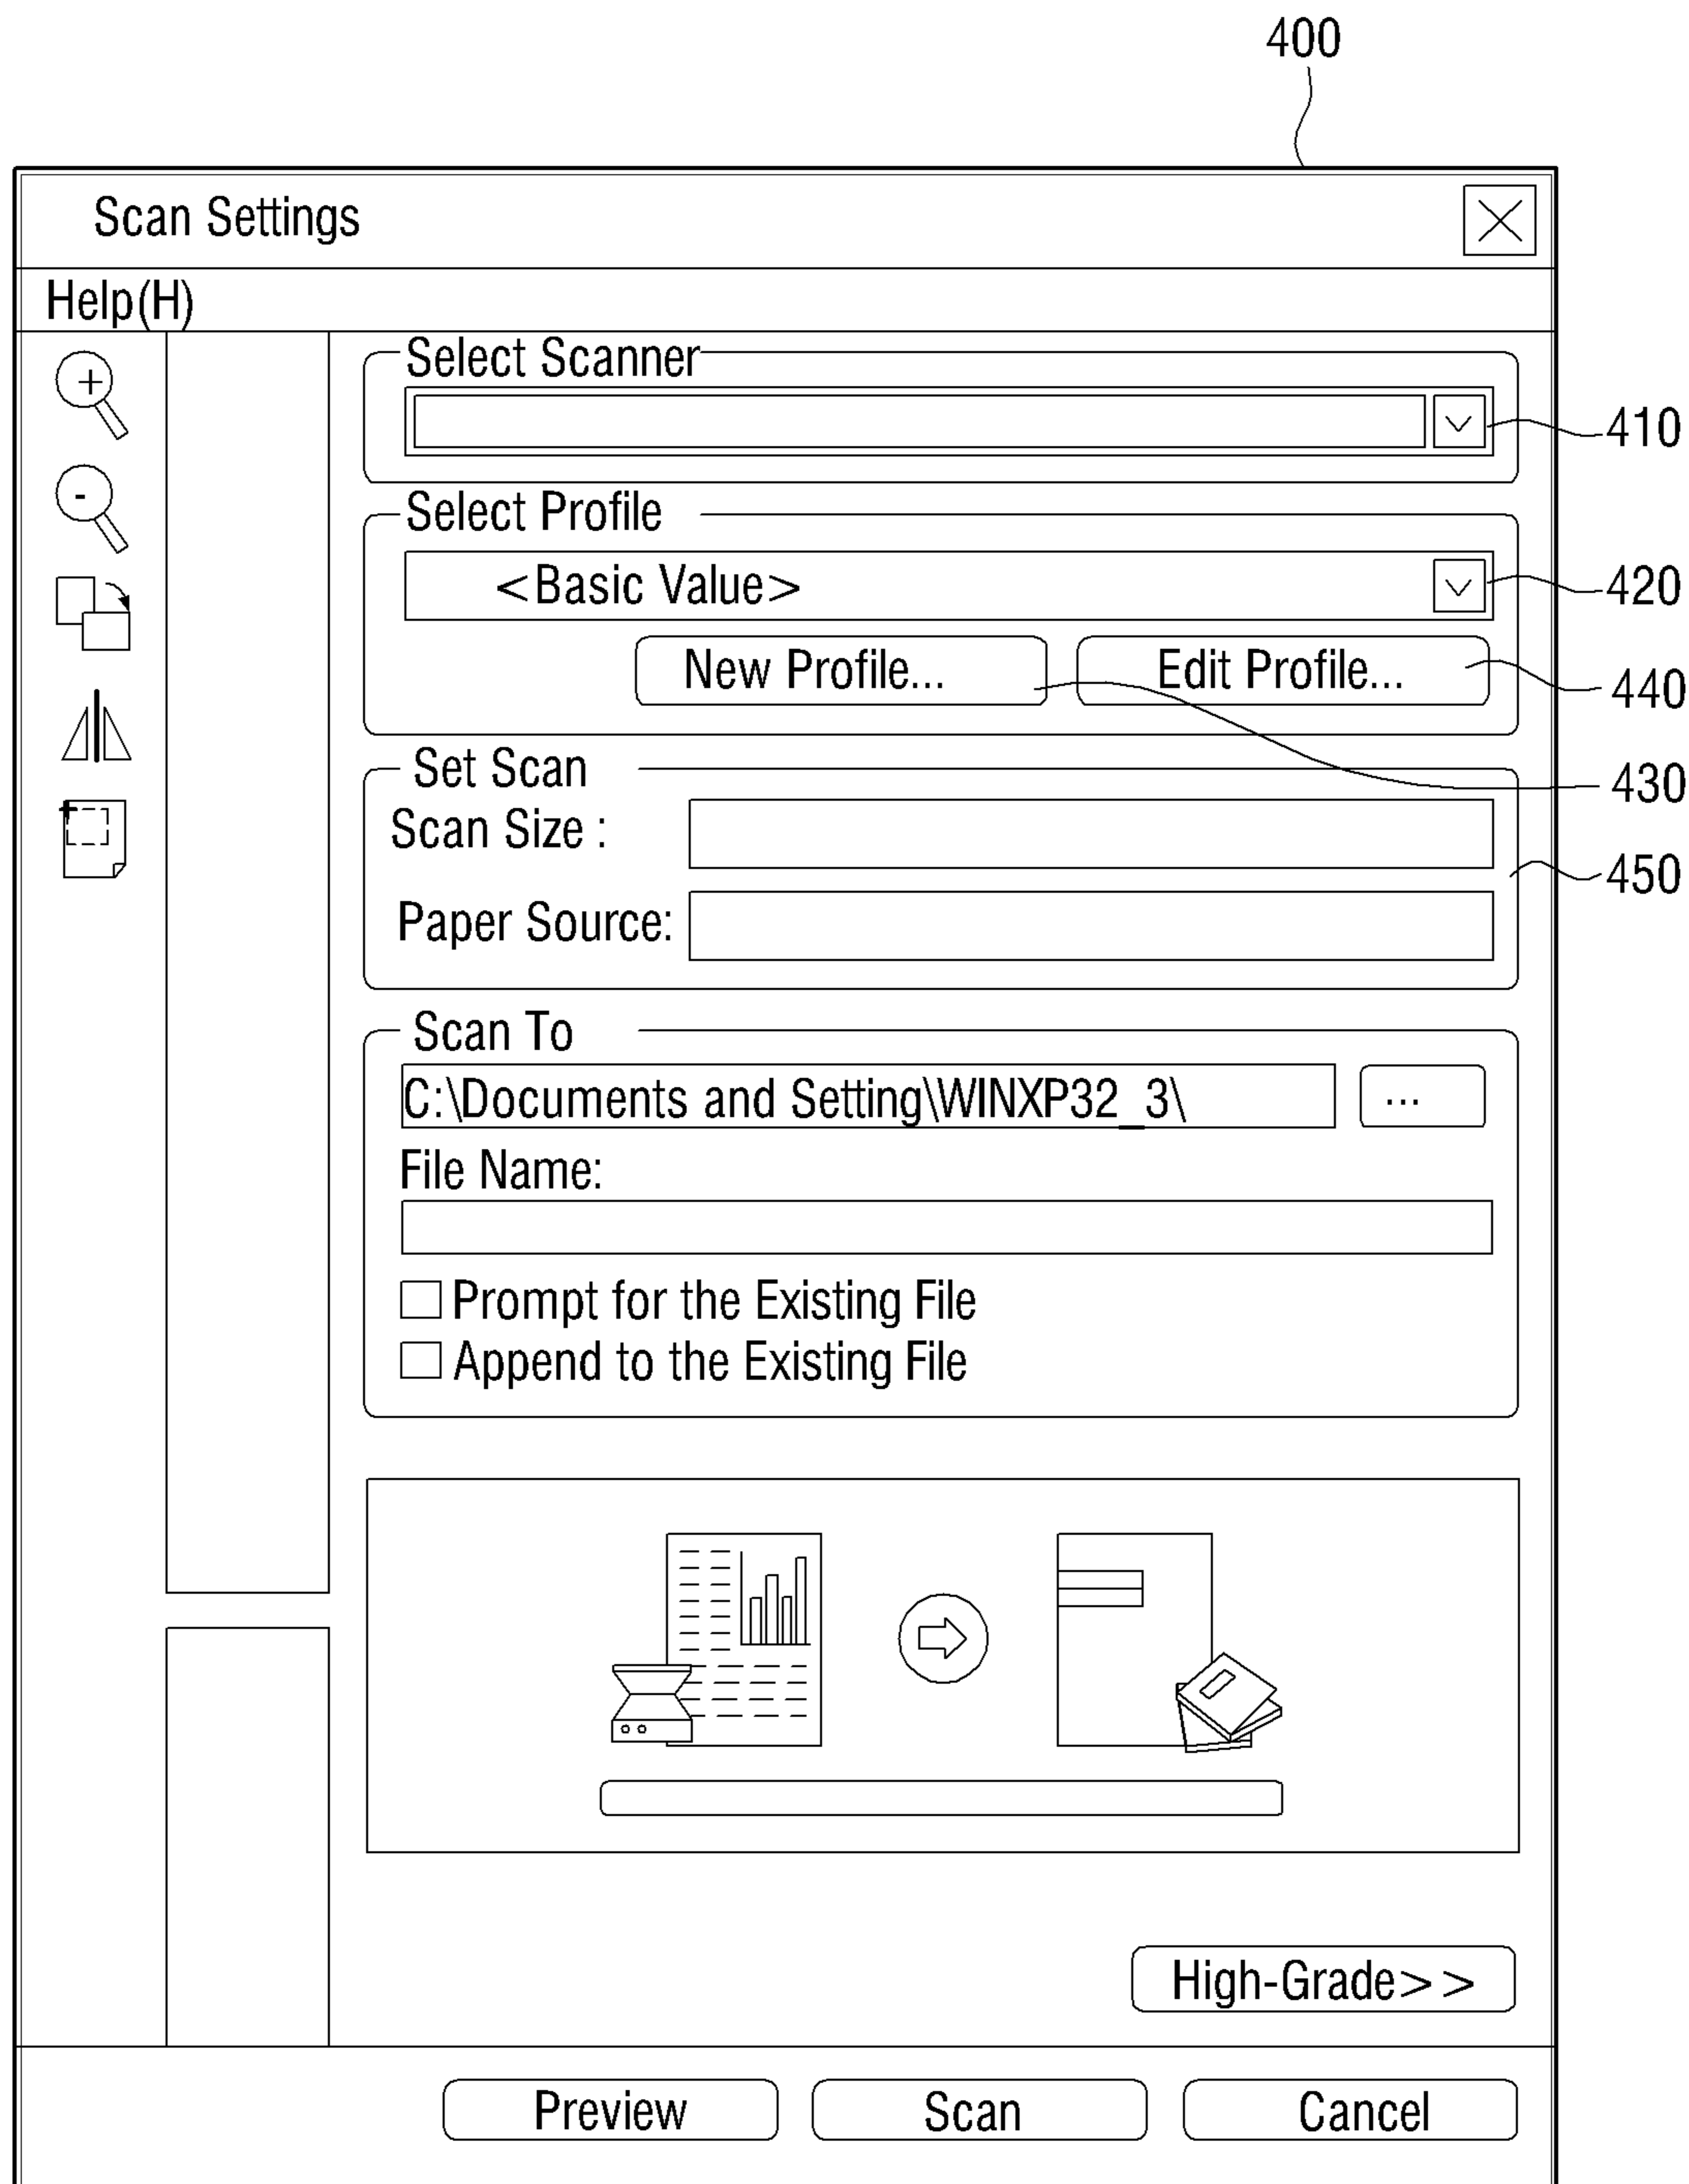 400
Scan Settings
Help(H)
Select Scanner
410
Select Profile
<Basic Value>
420
New Profile...
Edit Profile...
440
Set Scan
430
Scan Size :
450
Paper Source:
Scan To
C:\Documents and Setting\WINXP32_3\
...
File Name:
Prompt for the Existing File
Append to the Existing File
High-Grade>>
Preview
Scan
Cancel